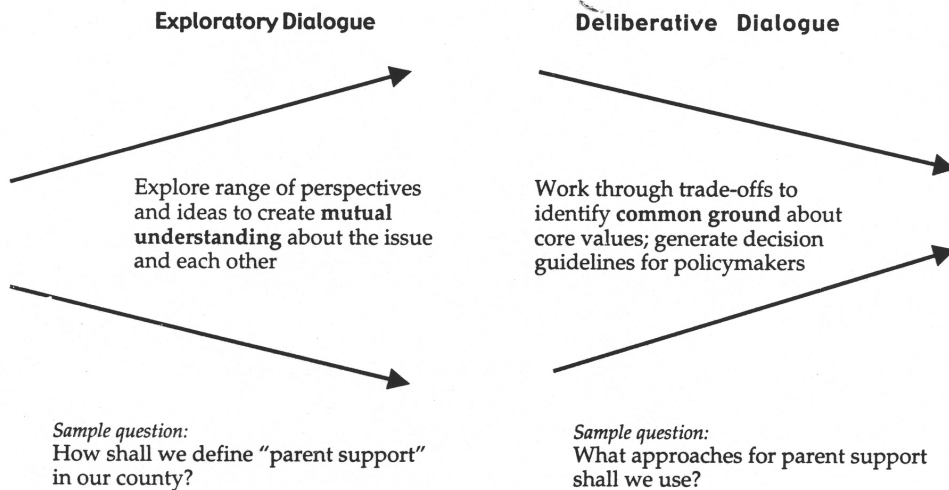 Exploratory Dialogue
Explore range of perspectives
and ideas to create mutual
understanding about the issue
and each other
Sample question:
How shall we define “parent support”
in our county?
Deliberative Dialogue
Work through trade-offs to
identify common ground about
core values; generate decision
guidelines for policymakers
Sample question:
What approaches for parent support
shall we use?